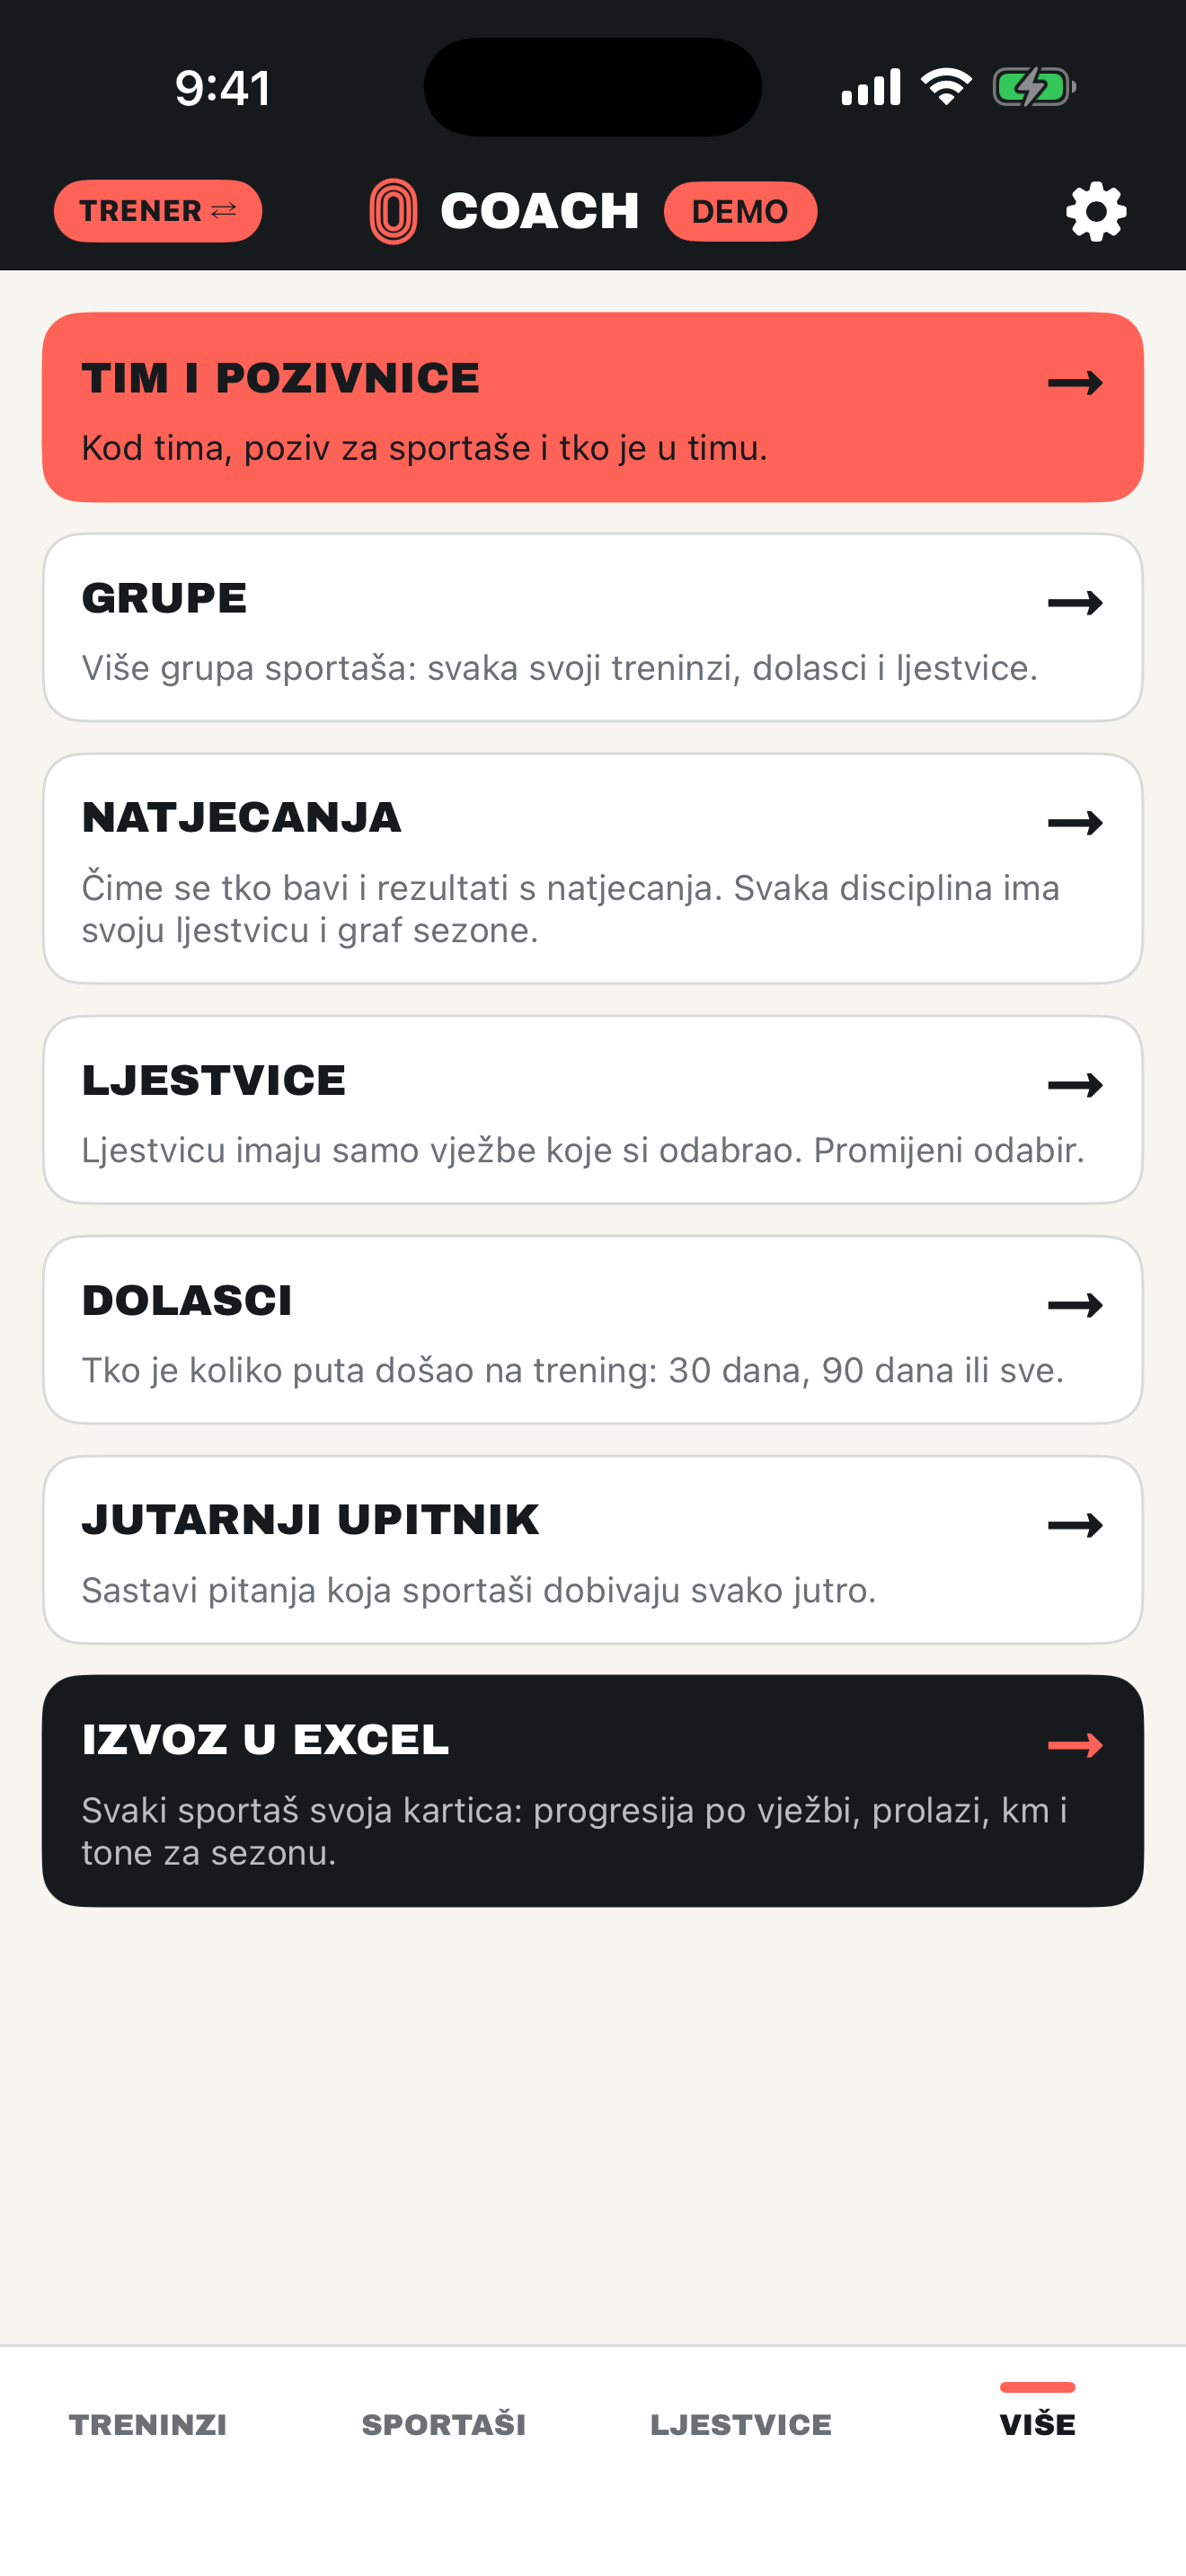 9:41
TRENER ⇄
COACH
DEMO
TIM I POZIVNICE
Kod tima, poziv za sportaše i tko je u timu.
GRUPE
Više grupa sportaša: svaka svoji treninzi, dolasci i ljestvice.
NATJECANJA
Čime se tko bavi i rezultati s natjecanja. Svaka disciplina ima
svoju ljestvicu i graf sezone.
LJESTVICE
Ljestvicu imaju samo vježbe koje si odabrao. Promijeni odabir.
DOLASCI
Tko je koliko puta došao na trening: 30 dana, 90 dana ili sve.
JUTARNJI UPITNIK
Sastavi pitanja koja sportaši dobivaju svako jutro.
IZVOZ U EXCEL
Svaki sportaš svoja kartica: progresija po vježbi, prolazi, km i
tone za sezonu.
TRENINZI
SPORTAŠI
LJESTVICE
VIŠE